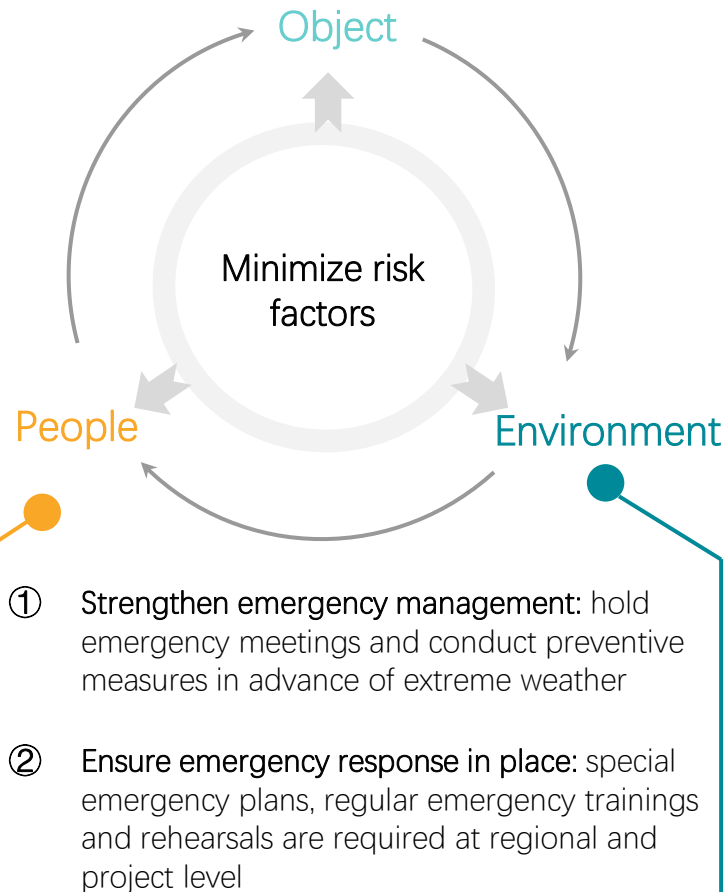 Object
Minimize risk
factors
People
Environment
① Strengthen emergency management: hold
emergency meetings and conduct preventive
measures in advance of extreme weather
② Ensure emergency response in place: special
emergency plans, regular emergency trainings
and rehearsals are required at regional and
project level